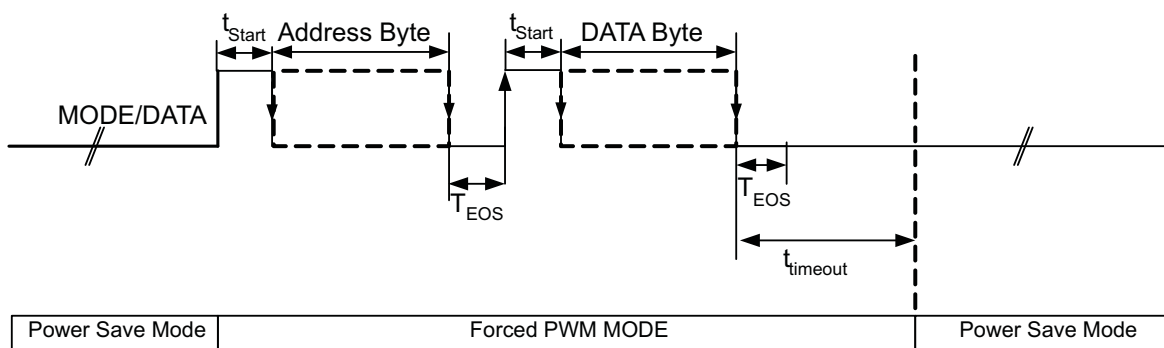 tStart Address Byte tStart DATA Byte
MODE/DATA
TEOS TEOS
ttimeout
Power Save Mode Forced PWM MODE Power Save Mode